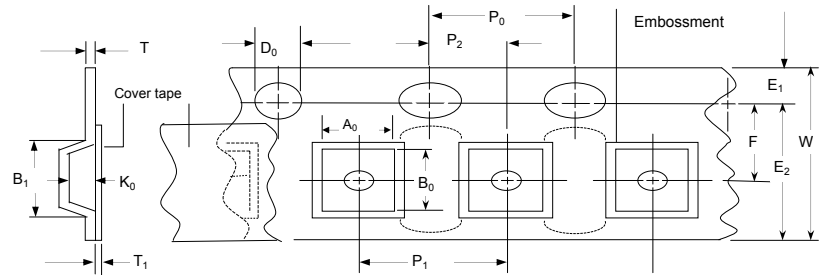 P0
T
D0
P2
Embossment
E1
Cover tape
A0
F
W
B1
K0
B0
E2
T1
P1